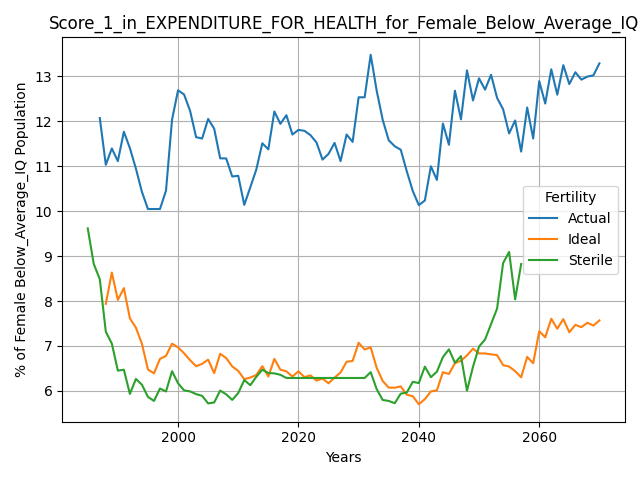 Score_1_in_EXPENDITURE_FOR_HEALTH_for_Female_Below_Average_IQ
% of Female Below_Average_IQ Population
13
12
11
10
9
8
7
6
Fertility
Actual
Ideal
Sterile
2000 2020 2040 2060
Years